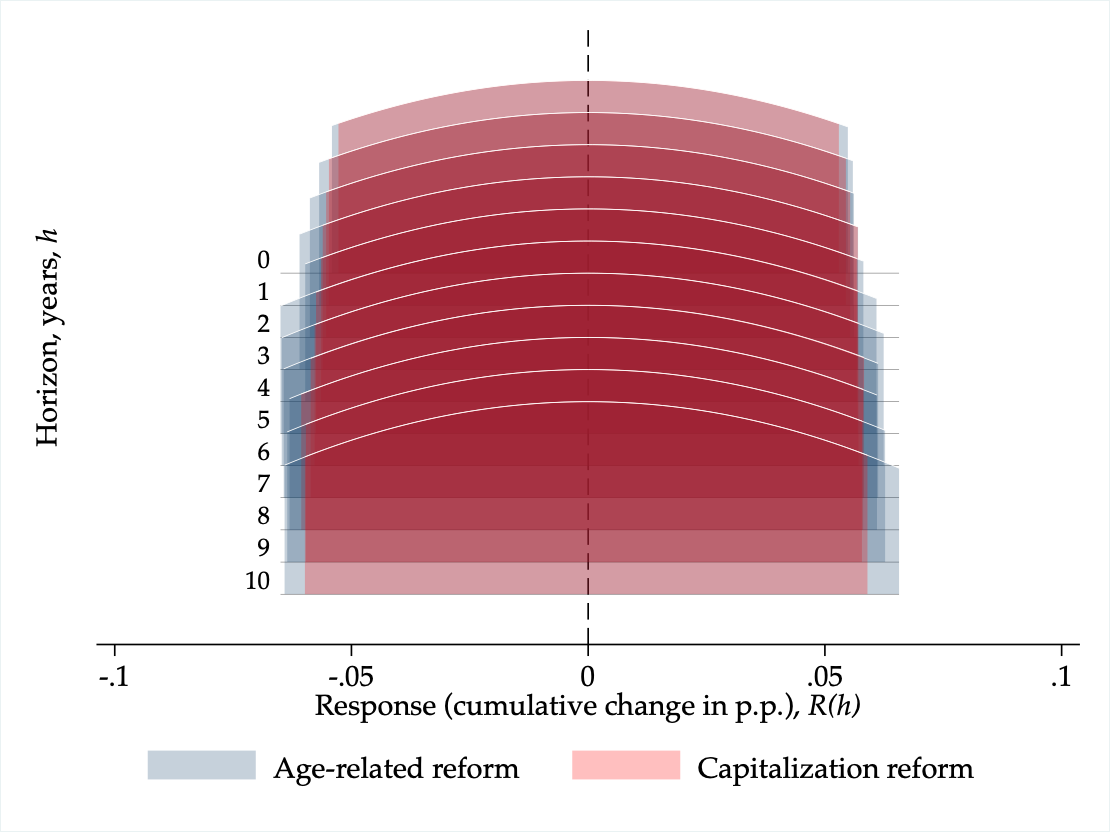 Horizon, years, h
0
1
2
3
4
5
6
7
8
9
10
-.1 -.05 0 .05 .1
Response (cumulative change in p.p.), R(h)
Age-related reform Capitalization reform